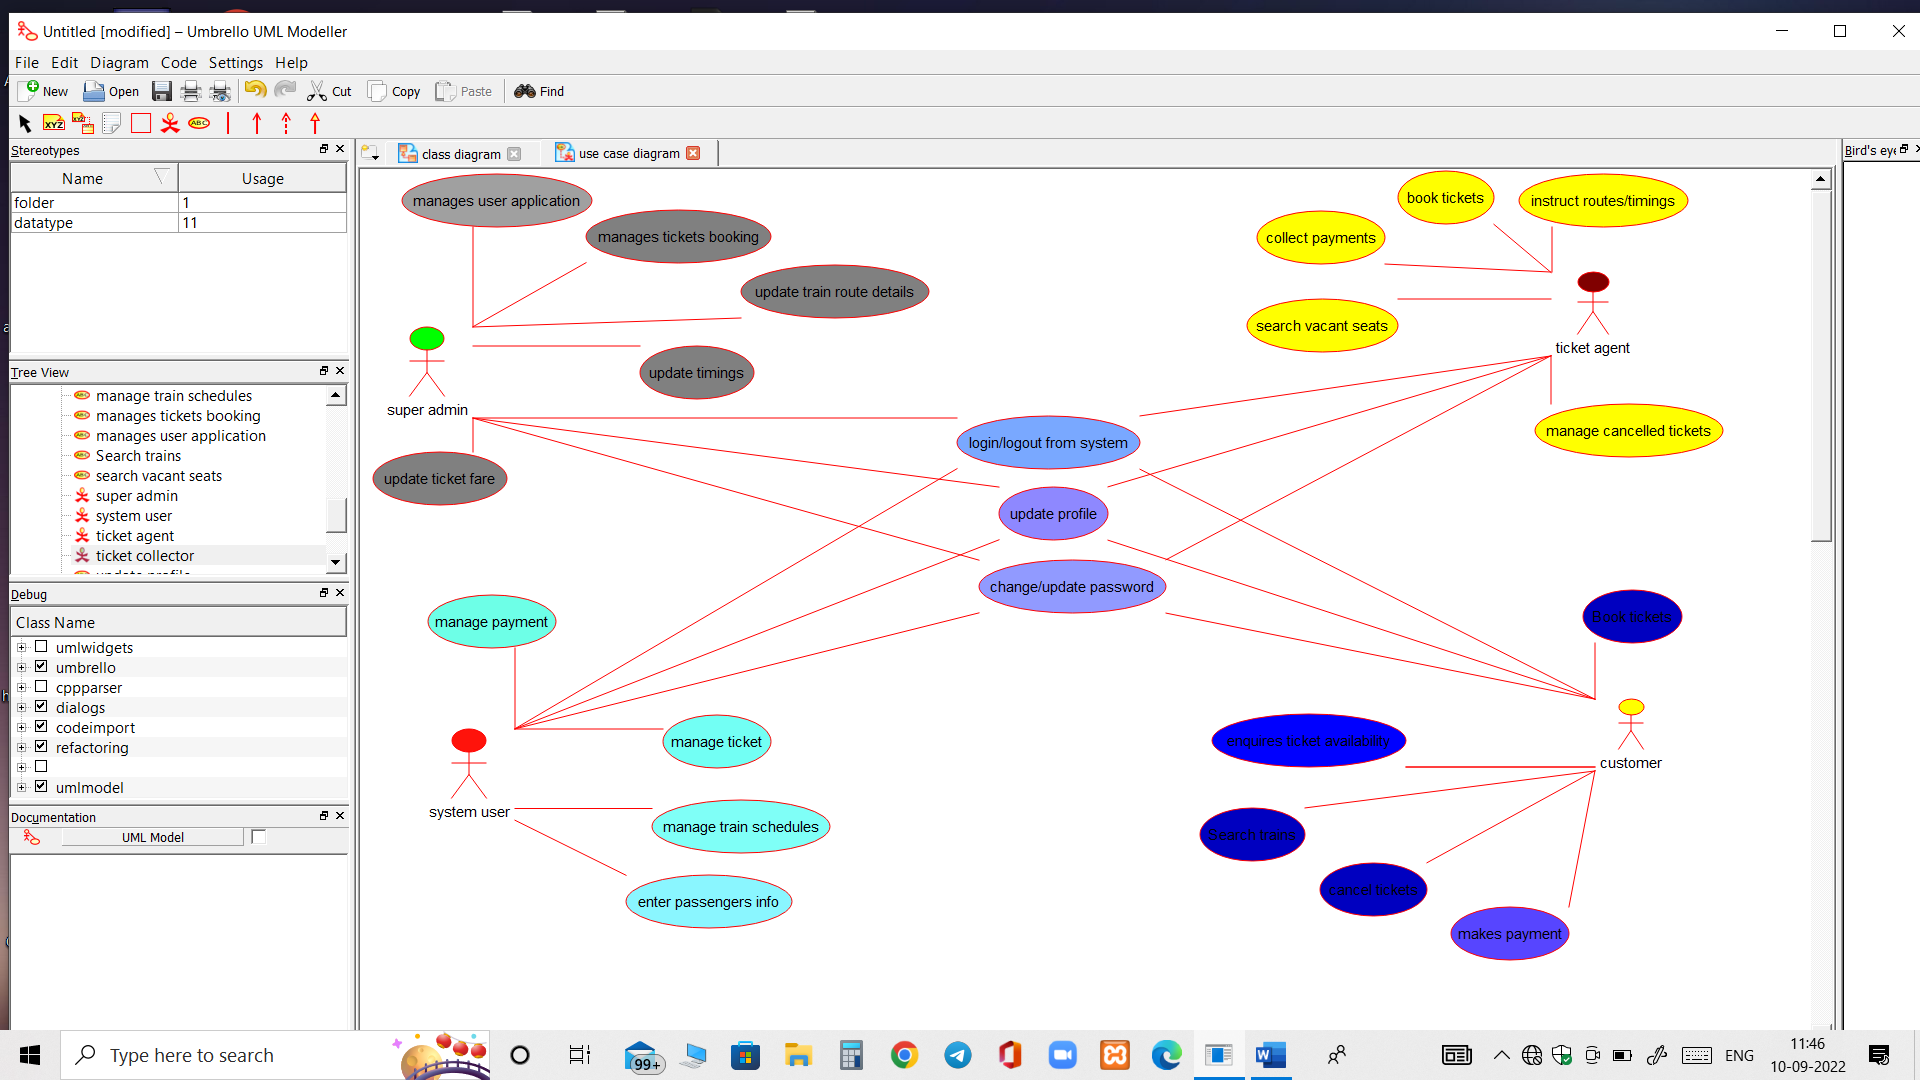 Untitled [modified] – Umbrello UML Modeller
File Edit Diagram Code Settings Help
New Open Cut Copy Paste Find
XYZ ABC
Stereotypes
Name Usage
folder 1
datatype 11
Tree View
manage train schedules
manages tickets booking
manages user application
Search trains
search vacant seats
super admin
system user
ticket agent
ticket collector
update profile
Debug
Class Name
umlwidgets
umbrello
cppparser
dialogs
codeimport
refactoring
umlmodel
Documentation
UML Model
class diagram
use case diagram
Bird's eye
manages user application
manages tickets booking
update train route details
update timings
super admin
update ticket fare
book tickets
instruct routes/timings
collect payments
search vacant seats
ticket agent
manage cancelled tickets
login/logout from system
update profile
change/update password
manage payment
manage ticket
system user
manage train schedules
enter passengers info
Book tickets
enquires ticket availability
customer
Search trains
cancel tickets
makes payment
Type here to search
99+
ENG
11:46
10-09-2022